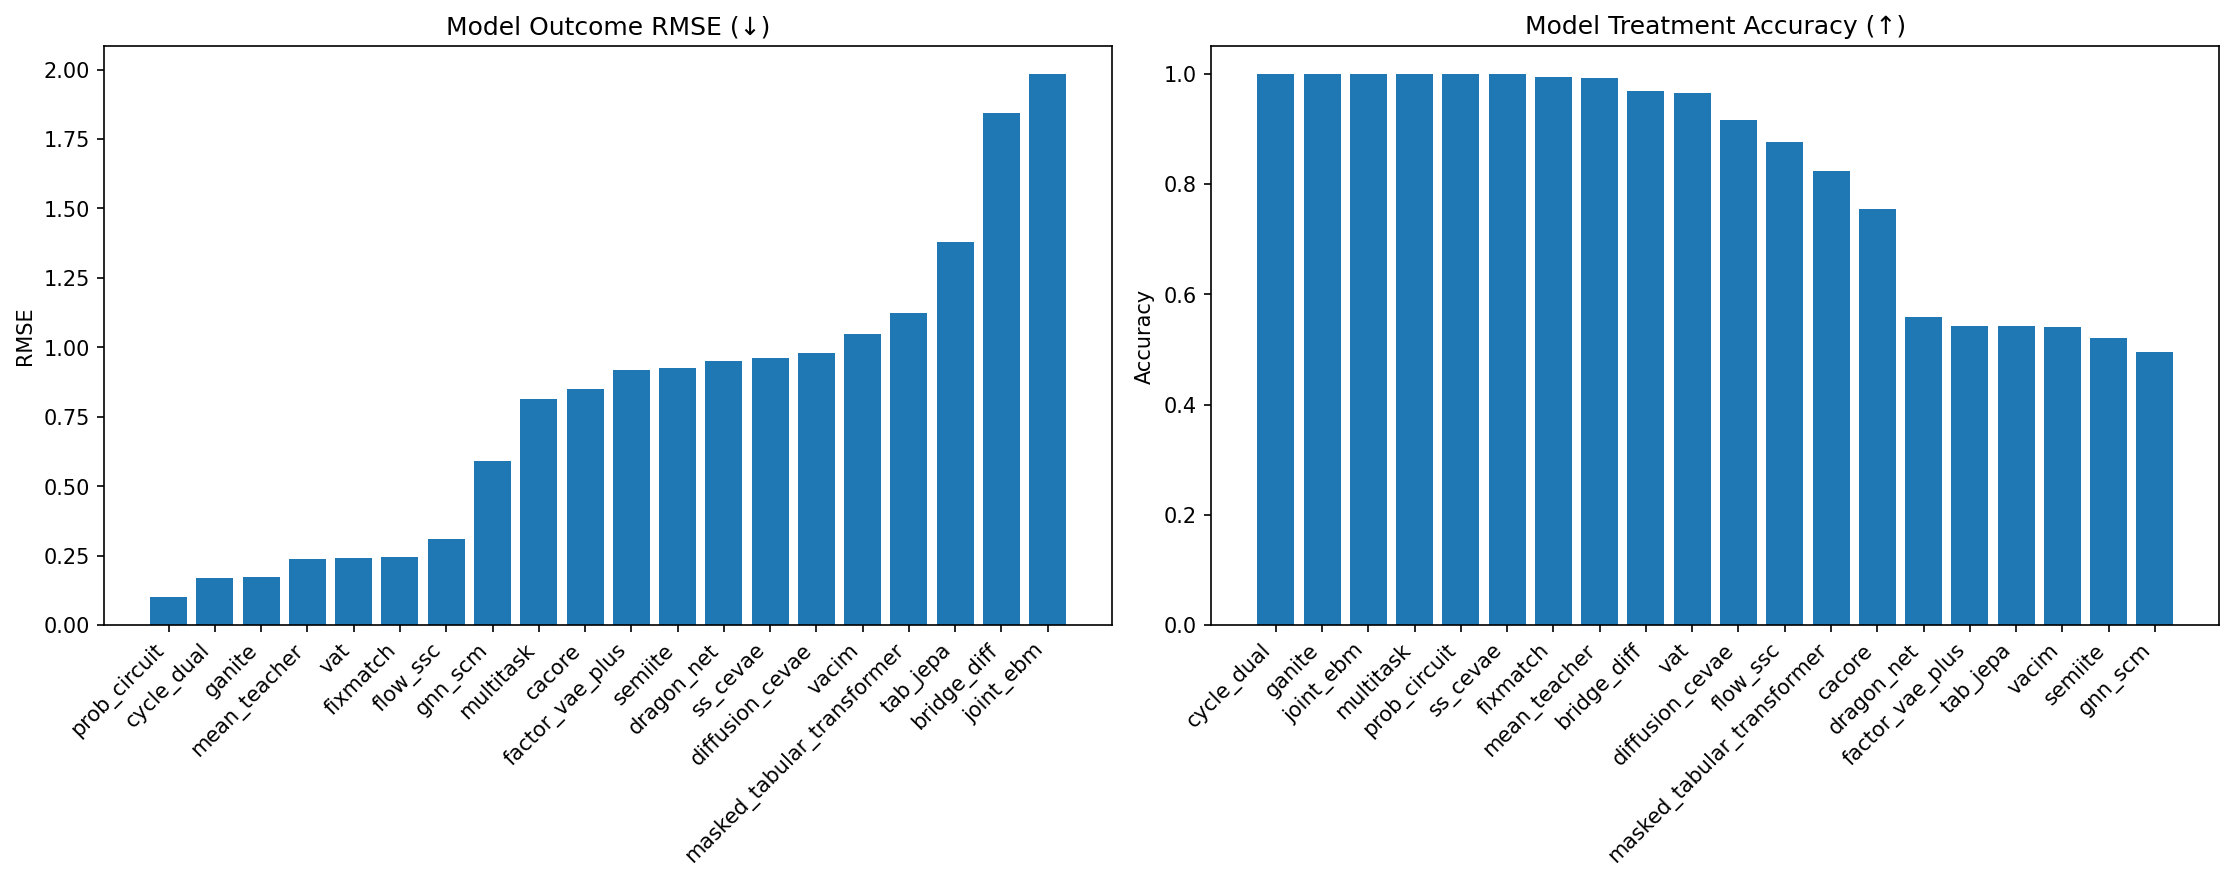 Model Outcome RMSE (↓)
RMSE
2.00
1.75
1.50
1.25
1.00
0.75
0.50
0.25
0.00
prob_circuit
cycle_dual
ganite
mean_teacher
vat
fixmatch
flow_ssc
gnn_scm
multitask
cacore
factor_vae_plus
semiite
dragon_net
ss_cevae
diffusion_cevae
vacim
masked_tabular_transformer
tab_jepa
bridge_diff
joint_ebm
Model Treatment Accuracy (↑)
Accuracy
1.0
0.8
0.6
0.4
0.2
0.0
cycle_dual
ganite
joint_ebm
multitask
prob_circuit
ss_cevae
fixmatch
mean_teacher
bridge_diff
vat
diffusion_cevae
flow_ssc
masked_tabular_transformer
cacore
dragon_net
factor_vae_plus
tab_jepa
vacim
semiite
gnn_scm